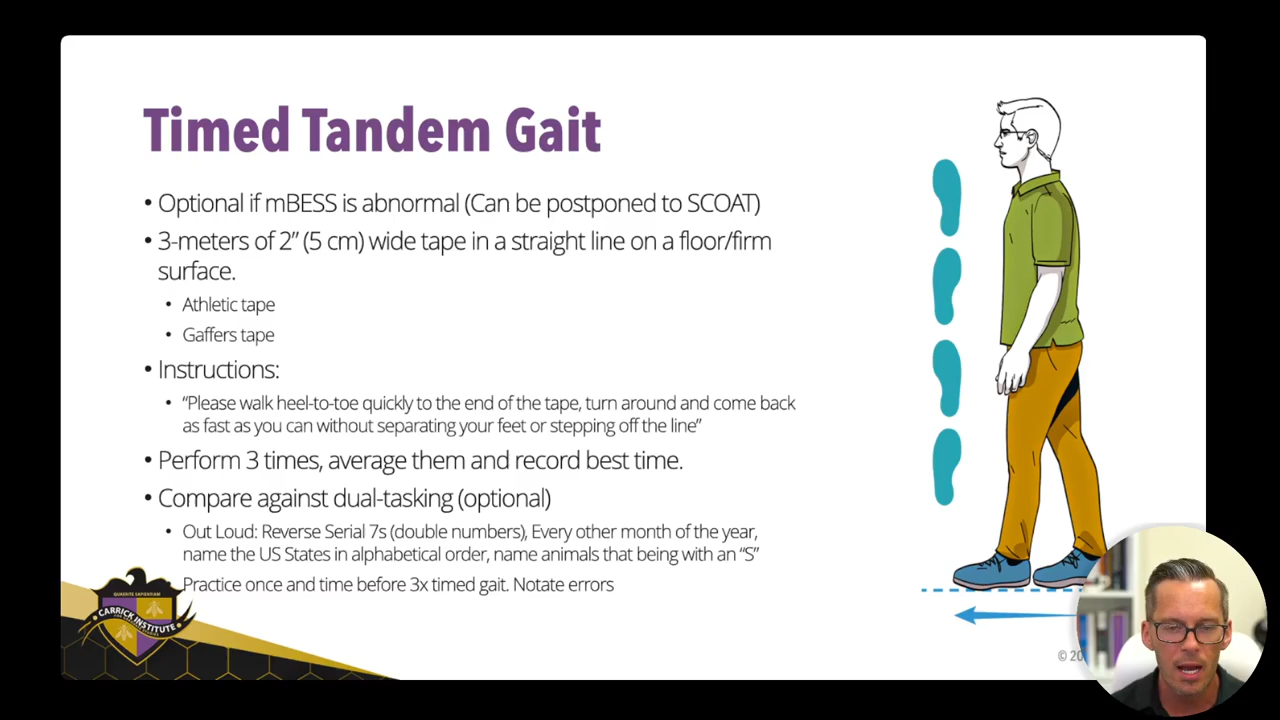 Timed Tandem Gait
• Optional if mBESS is abnormal (Can be postponed to SCOAT)
• 3-meters of 2” (5 cm) wide tape in a straight line on a floor/firm
surface.
• Athletic tape
• Gaffers tape
• Instructions:
• “Please walk heel-to-toe quickly to the end of the tape, turn around and come back
as fast as you can without separating your feet or stepping off the line”
• Perform 3 times, average them and record best time.
• Compare against dual-tasking (optional)
• Out Loud: Reverse Serial 7s (double numbers), Every other month of the year,
name the US States in alphabetical order, name animals that being with an “S”
Practice once and time before 3x timed gait. Notate errors
CARRICK INSTITUTE
©